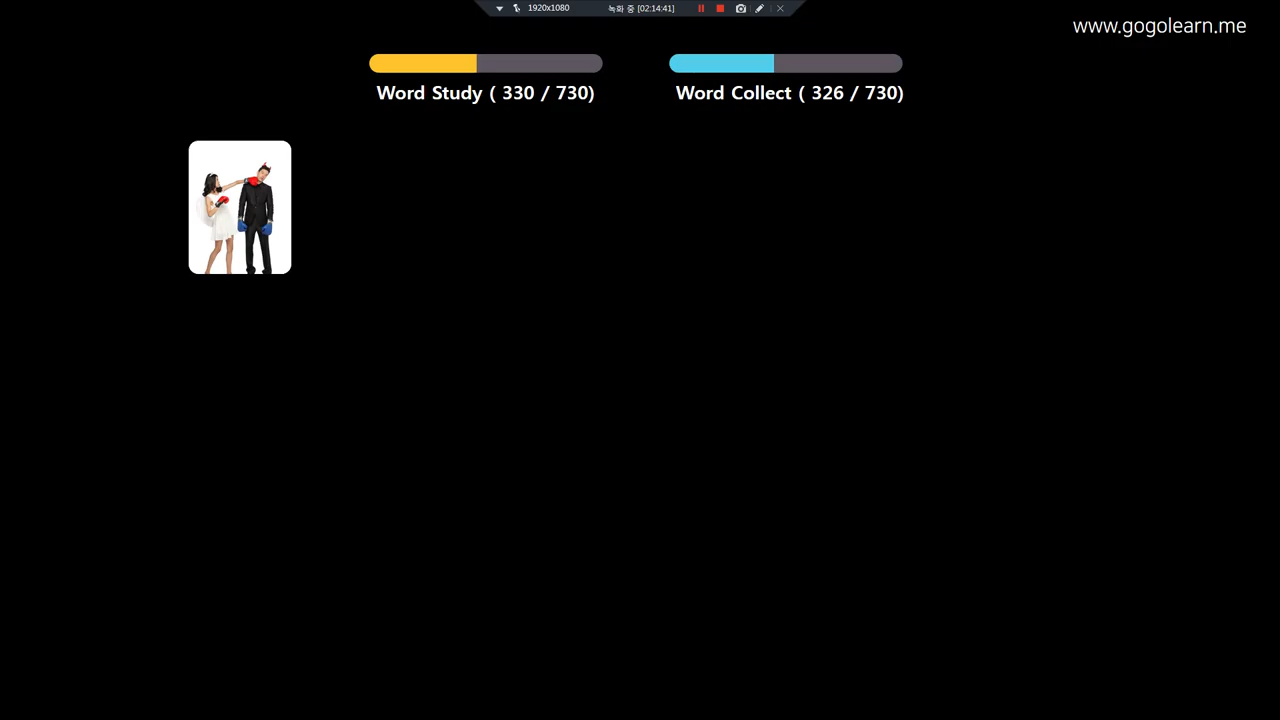 1920x1080 녹화 중 [02:14:41]
www.gogolearn.me
Word Study ( 330 / 730) Word Collect ( 326 / 730)